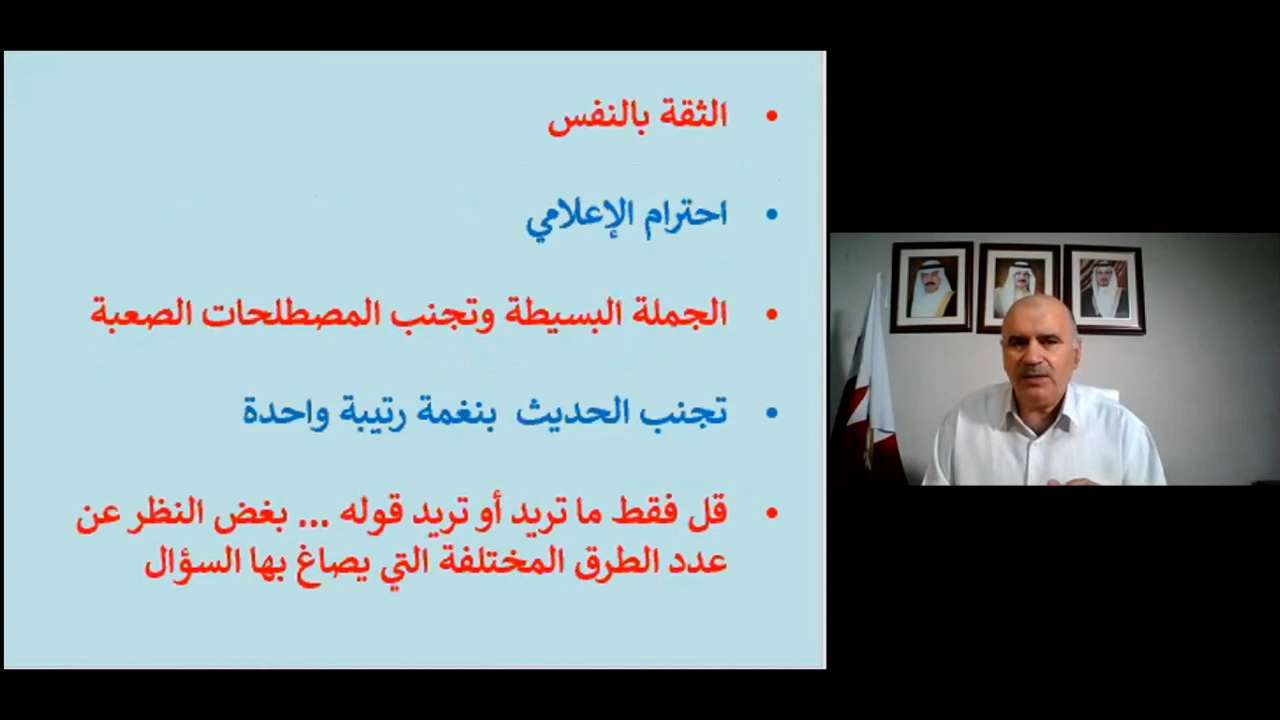 • الثقة بالنفس
• احترام الإعلامي
• الجملة البسيطة وتجنب المصطلحات الصعبة
• تجنب الحديث بنغمة رتيبة واحدة
• قل فقط ما تريد أو تريد قوله ... بغض النظر عن
عدد الطرق المختلفة التي يصاغ بها السؤال